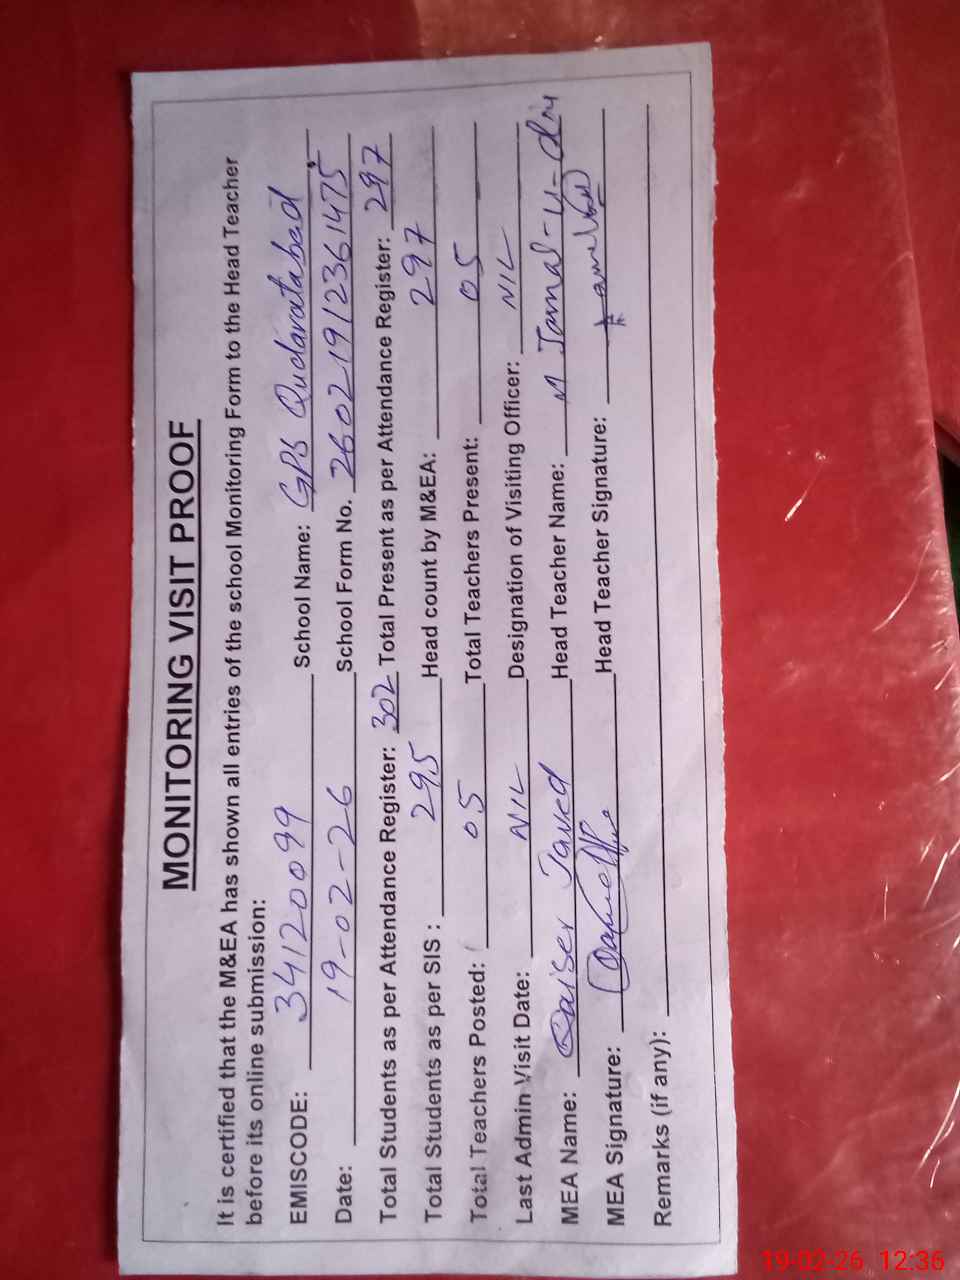 MONITORING VISIT PROOF
It is certified that the M&EA has shown all entries of the school Monitoring Form to the Head Teacher
before its online submission:
EMISCODE: 34120099 School Name: GPS Qudaratabad
Date: 19-02-26 School Form No. 26021912361475
Total Students as per Attendance Register: 302 Total Present as per Attendance Register: 297
Total Students as per SIS : 295 Head count by M&EA: 297
Total Teachers Posted: 05 Total Teachers Present: 05
Last Admin Visit Date: NIL Designation of Visiting Officer: NIL
MEA Name: Qaiser Javed Head Teacher Name: M Jamal-u-din
MEA Signature: Head Teacher Signature:
Remarks (if any):
19-02-26 12:36